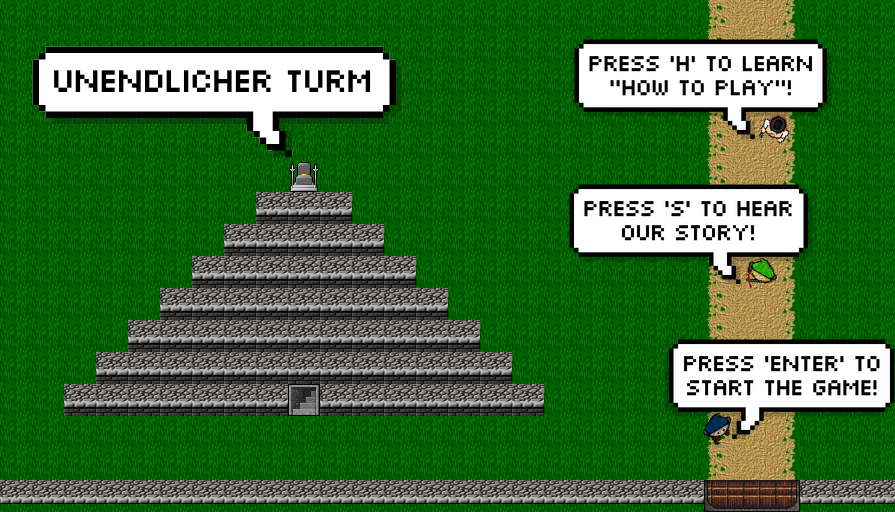 UNENDLICHER TURM
PRESS 'H' TO LEARN
"HOW TO PLAY"!
PRESS 'S' TO HEAR
OUR STORY!
PRESS 'ENTER' TO
START THE GAME!